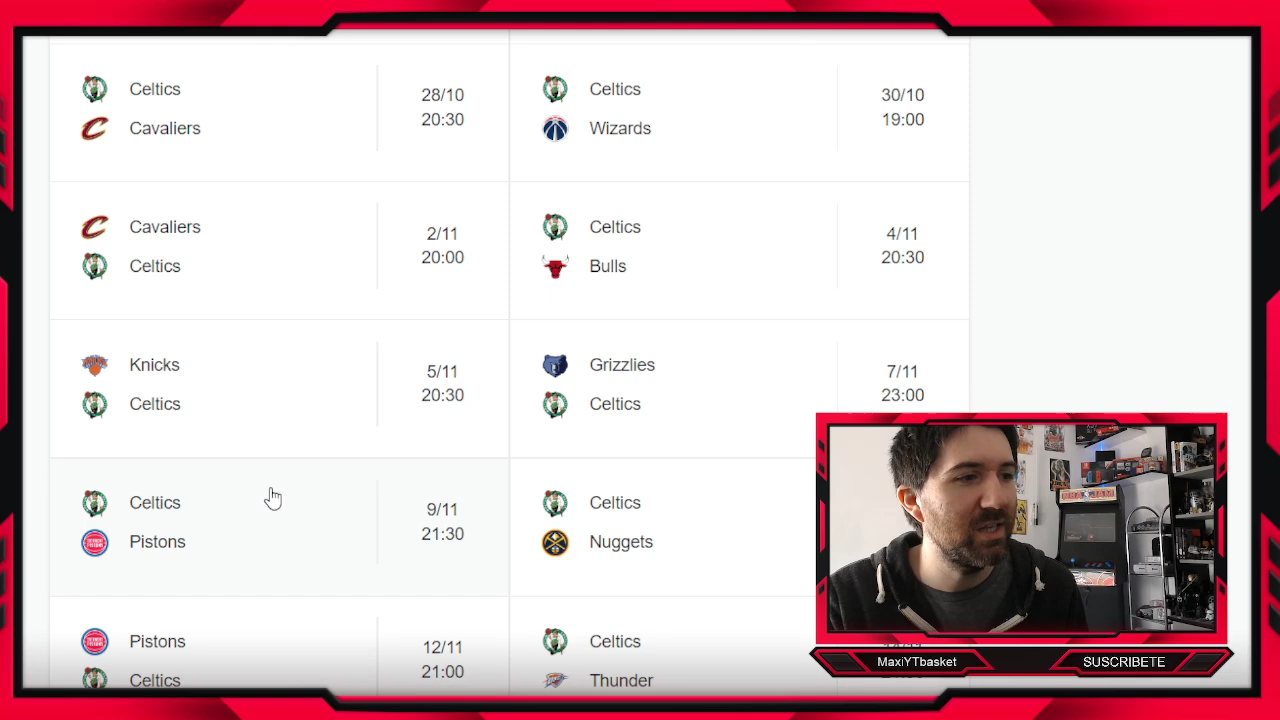 Celtics
Cavaliers
28/10
20:30
Celtics
Wizards
30/10
19:00
Cavaliers
Celtics
2/11
20:00
Celtics
Bulls
4/11
20:30
Knicks
Celtics
5/11
20:30
Grizzlies
Celtics
7/11
23:00
Celtics
Pistons
9/11
21:30
Celtics
Nuggets
Pistons
Celtics
12/11
21:00
Celtics
Thunder
NBA JAM
MaxiYTbasket
SUSCRIBETE